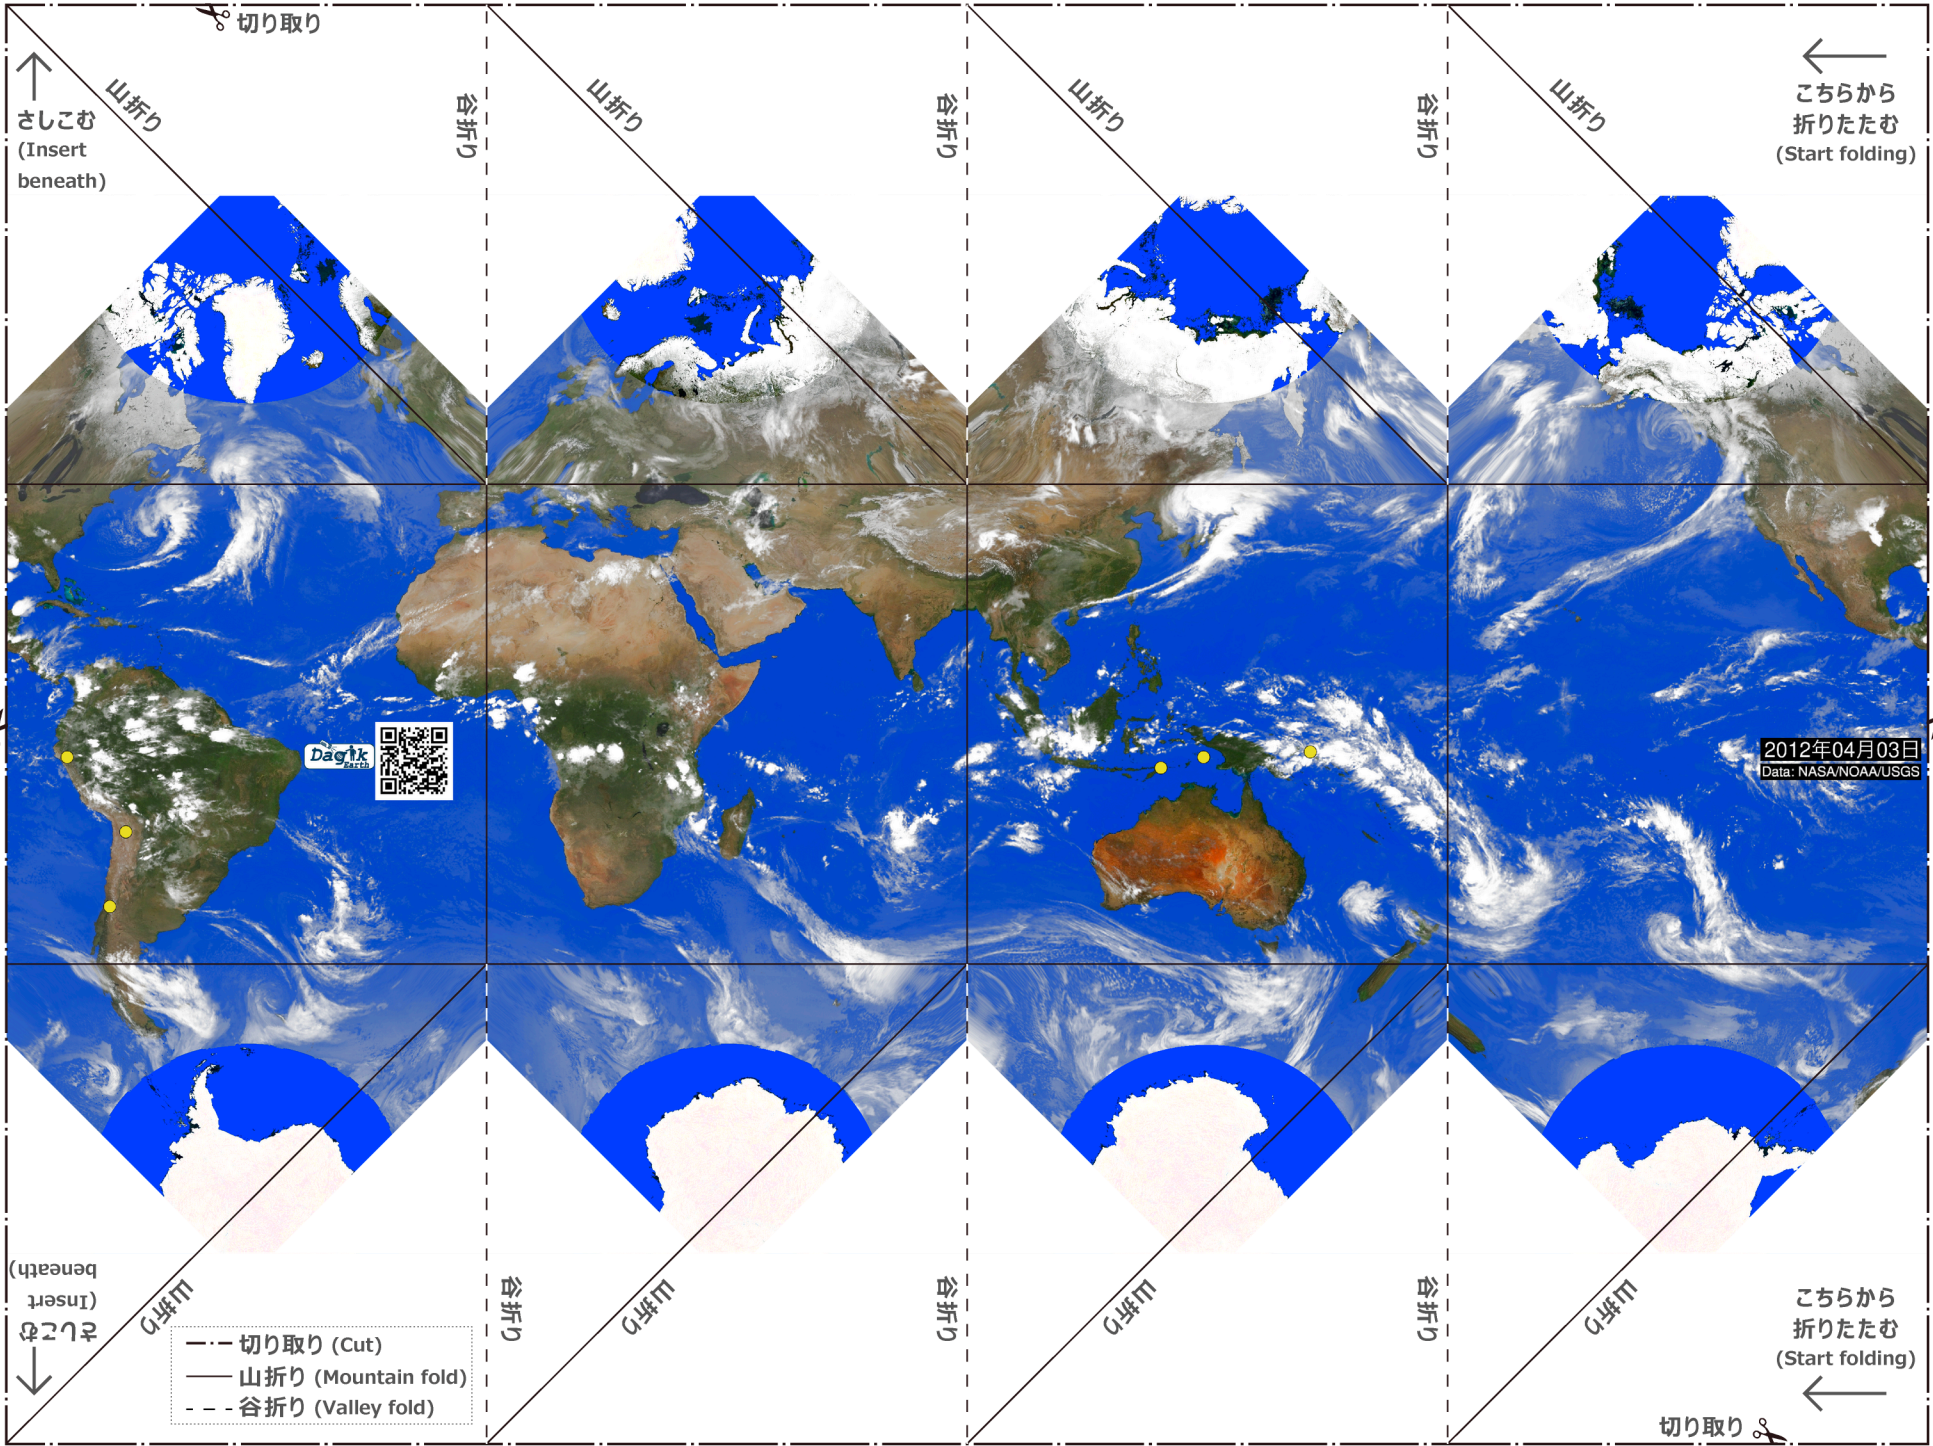 切り取り
さしこむ
(Insert
beneath)
山折り
谷折り
山折り
谷折り
山折り
谷折り
山折り
こちらから
折りたたむ
(Start folding)
Dagik
Earth
2012年04月03日
Data: NASA/NOAA/USGS
さしこむ
(Insert
beneath)
山折り
谷折り
山折り
谷折り
山折り
谷折り
山折り
こちらから
折りたたむ
(Start folding)
切り取り (Cut)
山折り (Mountain fold)
谷折り (Valley fold)
切り取り